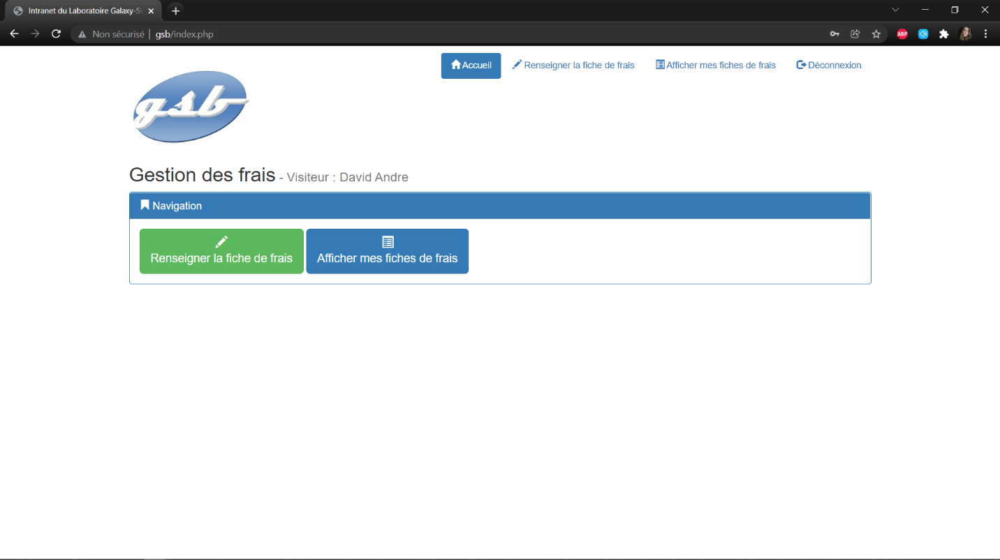 Intranet du Laboratoire Galaxy-S
Non sécurisé | gsb/index.php
ABP
Accueil Renseigner la fiche de frais Afficher mes fiches de frais Déconnexion
gsb
Gestion des frais - Visiteur : David Andre
Navigation
Renseigner la fiche de frais Afficher mes fiches de frais